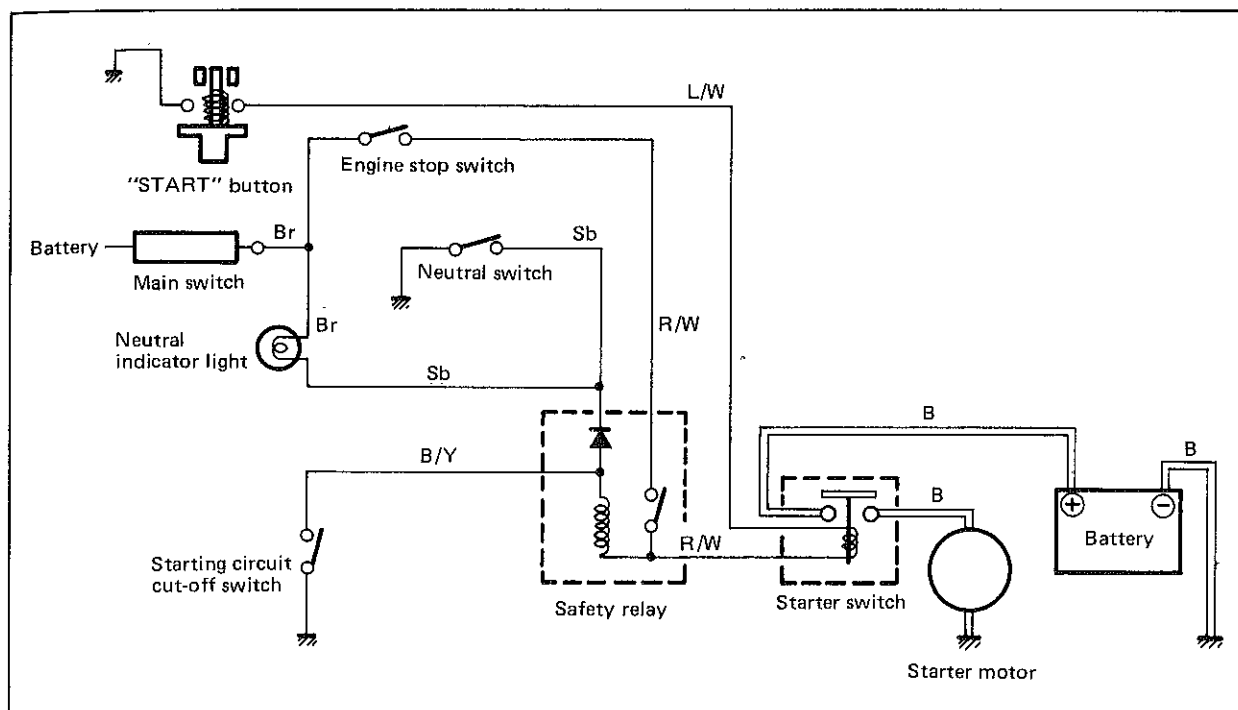 L/W
Engine stop switch
"START" button
Battery
Br
Sb
Main switch
Neutral switch
Br
R/W
Neutral
indicator light
Sb
B
B/Y
B
B
+
−
Battery
R/W
Starting circuit
cut-off switch
Safety relay
Starter switch
Starter motor